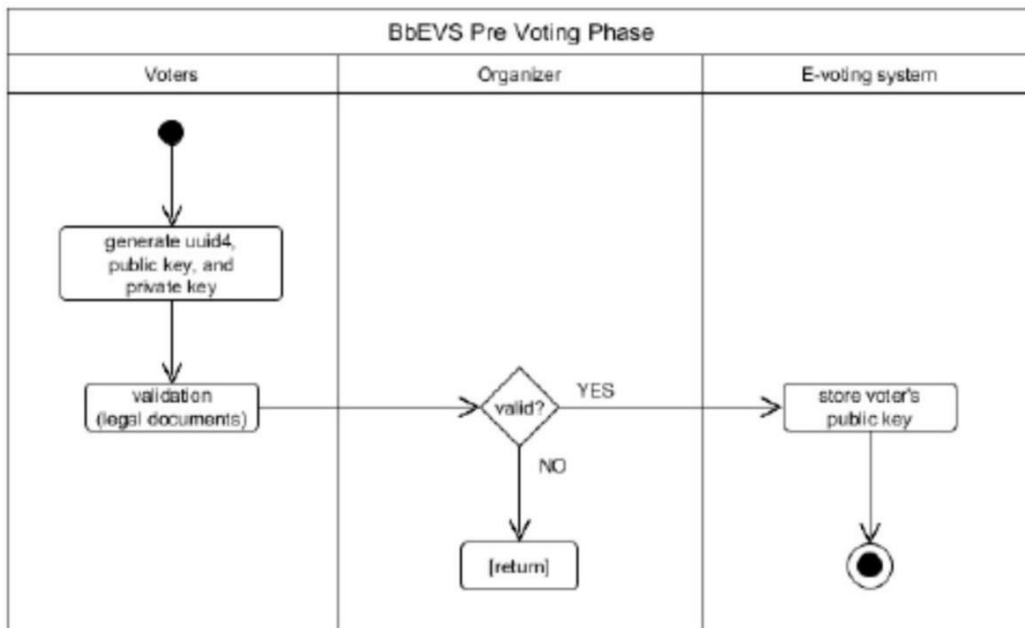 BbEVS Pre Voting Phase
Voters
Organizer
E-voting system
generate uuid4,
public key, and
private key
validation
(legal documents)
valid?
YES
NO
[return]
store voter's
public key